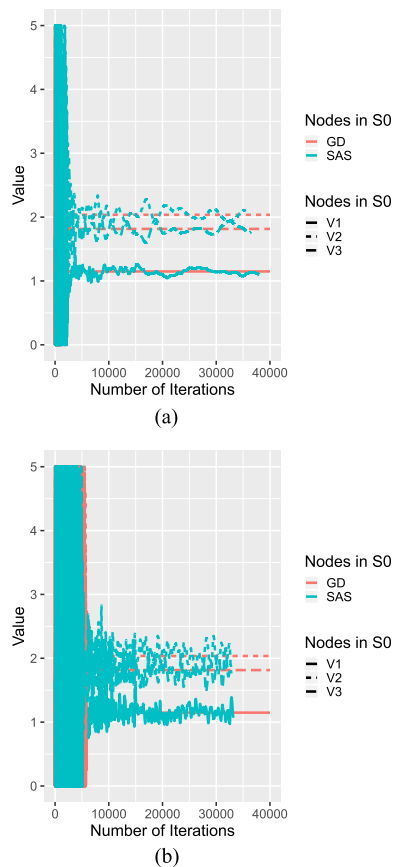 5
4
3
2
1
0
Value
0 10000 20000 30000 40000
Number of Iterations
Nodes in S0
GD
SAS
Nodes in S0
V1
V2
V3
(a)
5
4
3
2
1
0
Value
0 10000 20000 30000 40000
Number of Iterations
Nodes in S0
GD
SAS
Nodes in S0
V1
V2
V3
(b)